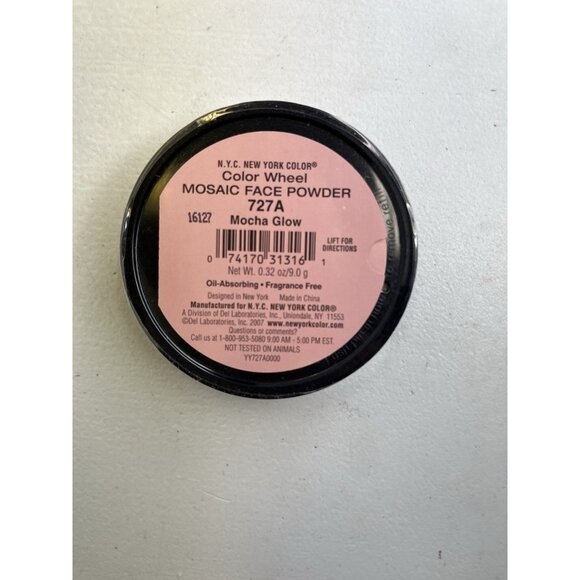 N.Y.C. NEW YORK COLOR®
Color Wheel
MOSAIC FACE POWDER
727A
16127
Mocha Glow
LIFT FOR
DIRECTIONS
0 74170 31316 1
Net Wt. 0.32 oz/9.0 g
Oil-Absorbing • Fragrance Free
Designed in New York Made in China
Manufactured for N.Y.C. NEW YORK COLOR®
A Division of Del Laboratories, Inc., Uniondale, NY 11553
©Del Laboratories, Inc. 2007 www.newyorkcolor.com
Questions or comments?
Call us at 1-800-953-5080 9:00 AM - 5:00 PM EST.
NOT TESTED ON ANIMALS
YY727A0000